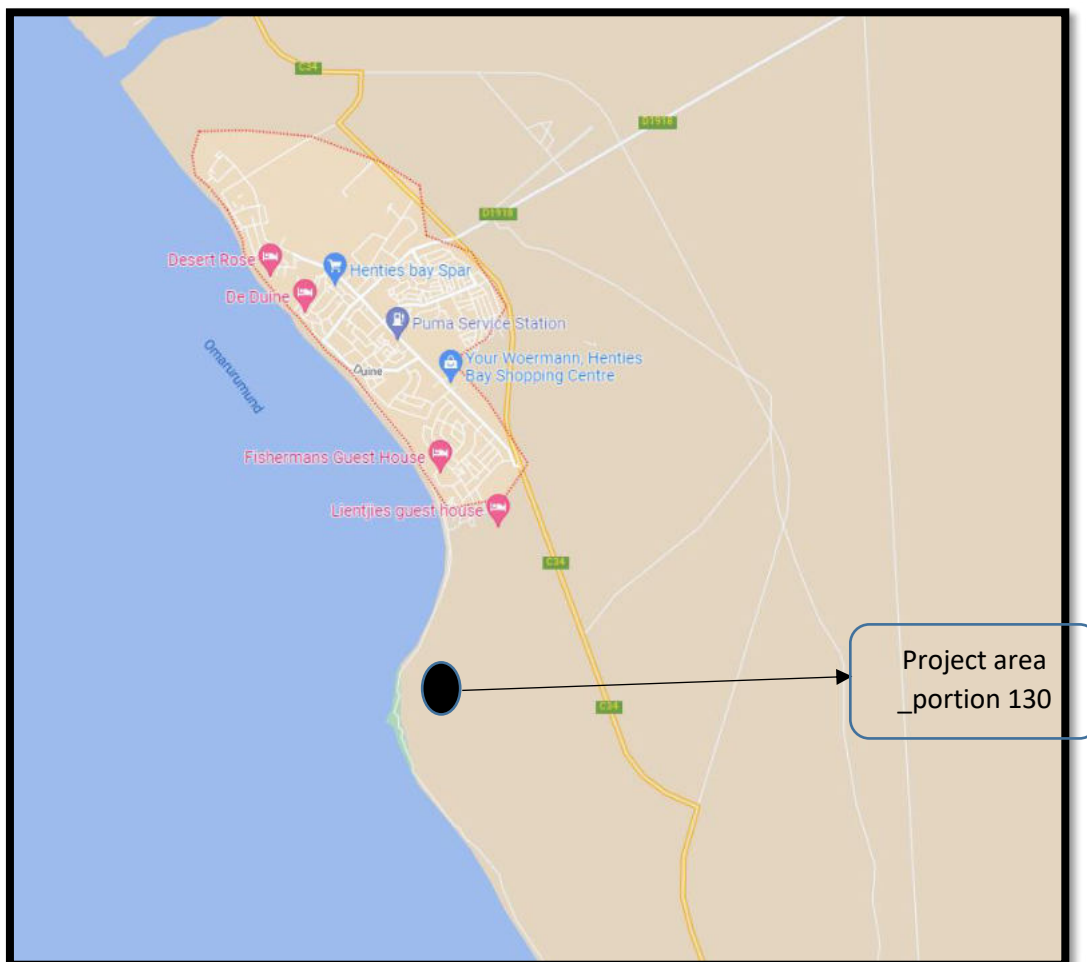 C34
D1918
D1918
Desert Rose
Henties bay Spar
De Duine
Puma Service Station
Omarurumund
Duine
Your Woermann, Henties
Bay Shopping Centre
Fishermans Guest House
Lientjies guest house
C34
Project area
_portion 130
C34